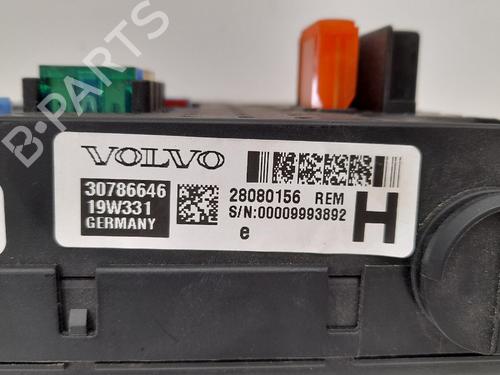 B-PARTS
VOLVO
30786646
19W331
GERMANY
28080156 REM
S/N:00009993892
e
H